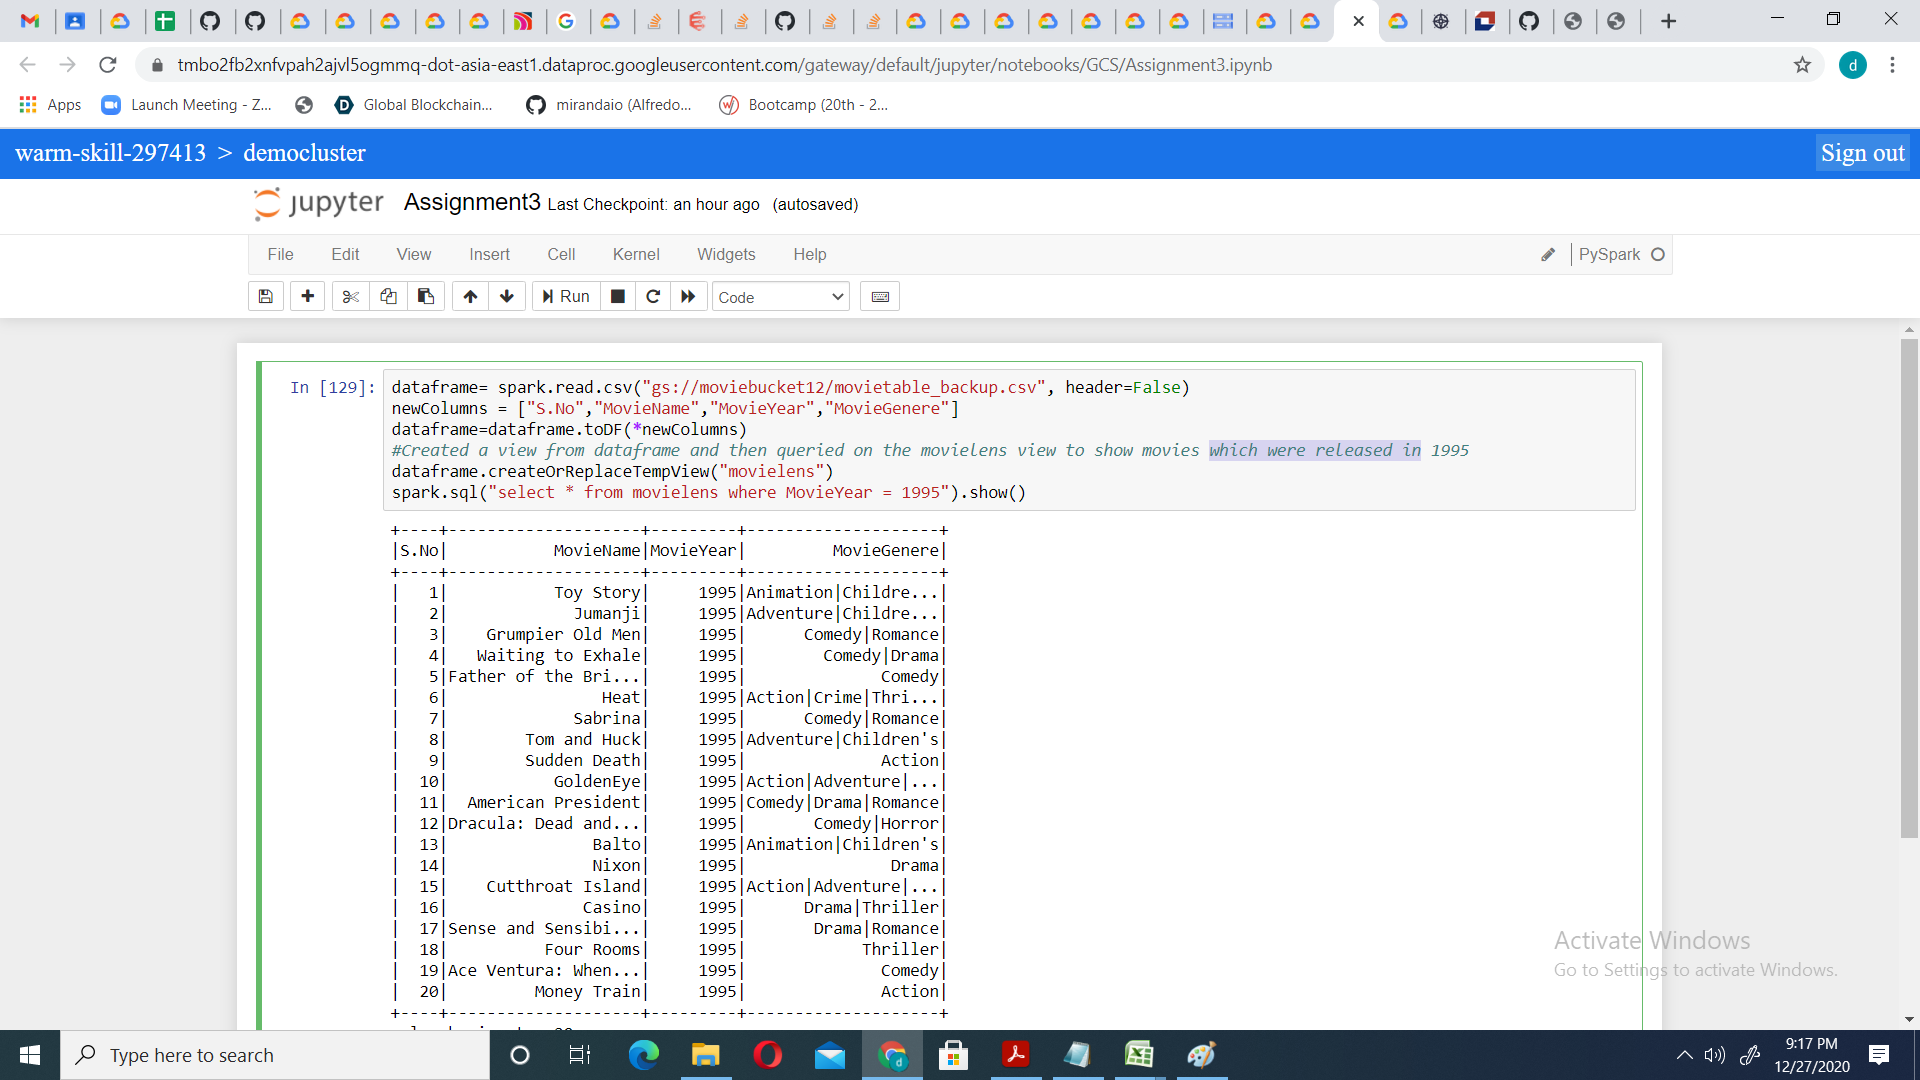 tmbo2fb2xnfvpah2ajvl5ogmmq-dot-asia-east1.dataproc.googleusercontent.com/gateway/default/jupyter/notebooks/GCS/Assignment3.ipynb
d
Apps Launch Meeting - Z... Global Blockchain... mirandaio (Alfredo... Bootcamp (20th - 2...
warm-skill-297413 > democluster Sign out
jupyter Assignment3 Last Checkpoint: an hour ago (autosaved)
File Edit View Insert Cell Kernel Widgets Help PySpark
Run Code
In [129]: dataframe= spark.read.csv("gs://moviebucket12/movietable_backup.csv", header=False)
newColumns = ["S.No","MovieName","MovieYear","MovieGenere"]
dataframe=dataframe.toDF(*newColumns)
#Created a view from dataframe and then queried on the movielens view to show movies which were released in 1995
dataframe.createOrReplaceTempView("movielens")
spark.sql("select * from movielens where MovieYear = 1995").show()
+----+--------------------+---------+--------------------+
|S.No|           MovieName|MovieYear|         MovieGenere|
+----+--------------------+---------+--------------------+
|   1|           Toy Story|     1995|Animation|Childre...|
|   2|             Jumanji|     1995|Adventure|Childre...|
|   3|    Grumpier Old Men|     1995|      Comedy|Romance|
|   4|   Waiting to Exhale|     1995|        Comedy|Drama|
|   5|Father of the Bri...|     1995|              Comedy|
|   6|                Heat|     1995|Action|Crime|Thri...|
|   7|             Sabrina|     1995|      Comedy|Romance|
|   8|        Tom and Huck|     1995|Adventure|Children's|
|   9|        Sudden Death|     1995|              Action|
|  10|           GoldenEye|     1995|Action|Adventure|...|
|  11|  American President|     1995|Comedy|Drama|Romance|
|  12|Dracula: Dead and...|     1995|       Comedy|Horror|
|  13|               Balto|     1995|Animation|Children's|
|  14|               Nixon|     1995|               Drama|
|  15|    Cutthroat Island|     1995|Action|Adventure|...|
|  16|              Casino|     1995|      Drama|Thriller|
|  17|Sense and Sensibi...|     1995|       Drama|Romance|
|  18|          Four Rooms|     1995|            Thriller|
|  19|Ace Ventura: When...|     1995|              Comedy|
|  20|         Money Train|     1995|              Action|
+----+--------------------+---------+--------------------+
Activate Windows
Go to Settings to activate Windows.
Type here to search
9:17 PM
12/27/2020